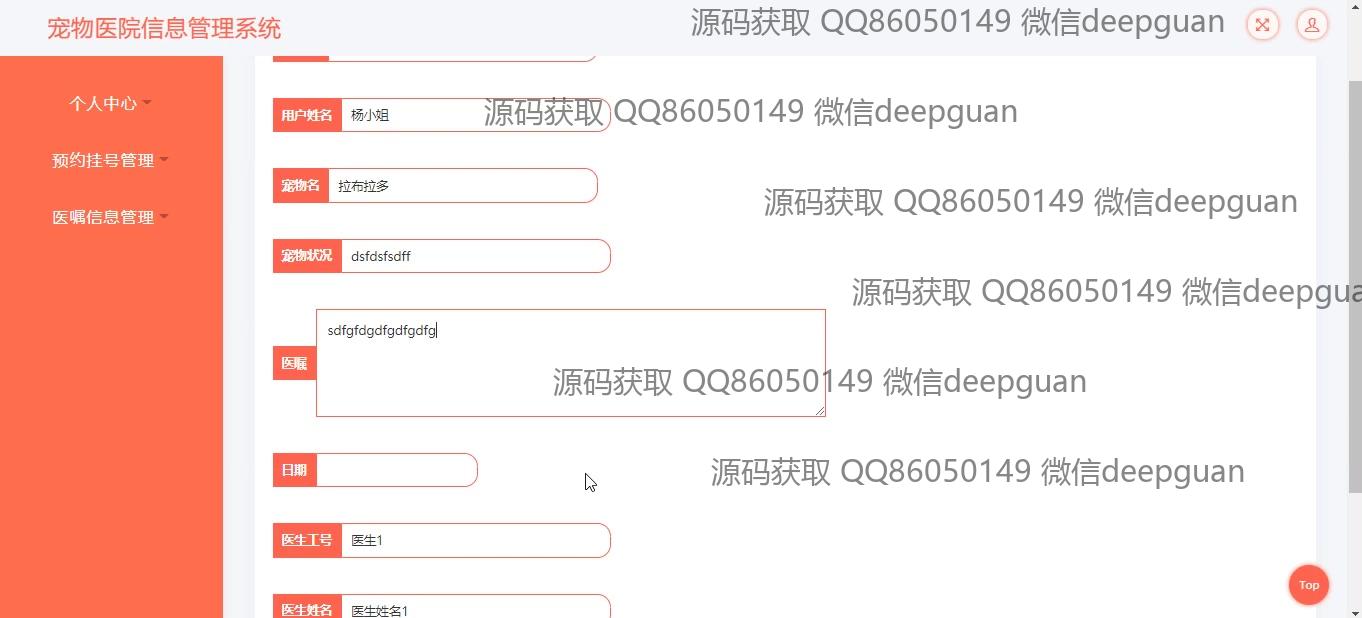 宠物医院信息管理系统
源码获取 QQ86050149 微信deepguan
个人中心
预约挂号管理
医嘱信息管理
用户姓名 杨小姐
源码获取 QQ86050149 微信deepguan
宠物名 拉布拉多
源码获取 QQ86050149 微信deepguan
宠物状况 dsfdsfsdff
源码获取 QQ86050149 微信deepgua
医嘱 sdfgfdgdfgdfgdfg
源码获取 QQ86050149 微信deepguan
日期
源码获取 QQ86050149 微信deepguan
医生工号 医生1
医生姓名 医生姓名1
Top